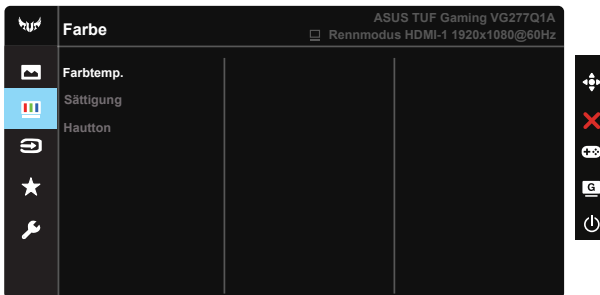 ASUS TUF Gaming VG277Q1A
Farbe
Rennmodus HDMI-1 1920x1080@60Hz
Farbtemp.
Sättigung
Hautton
G